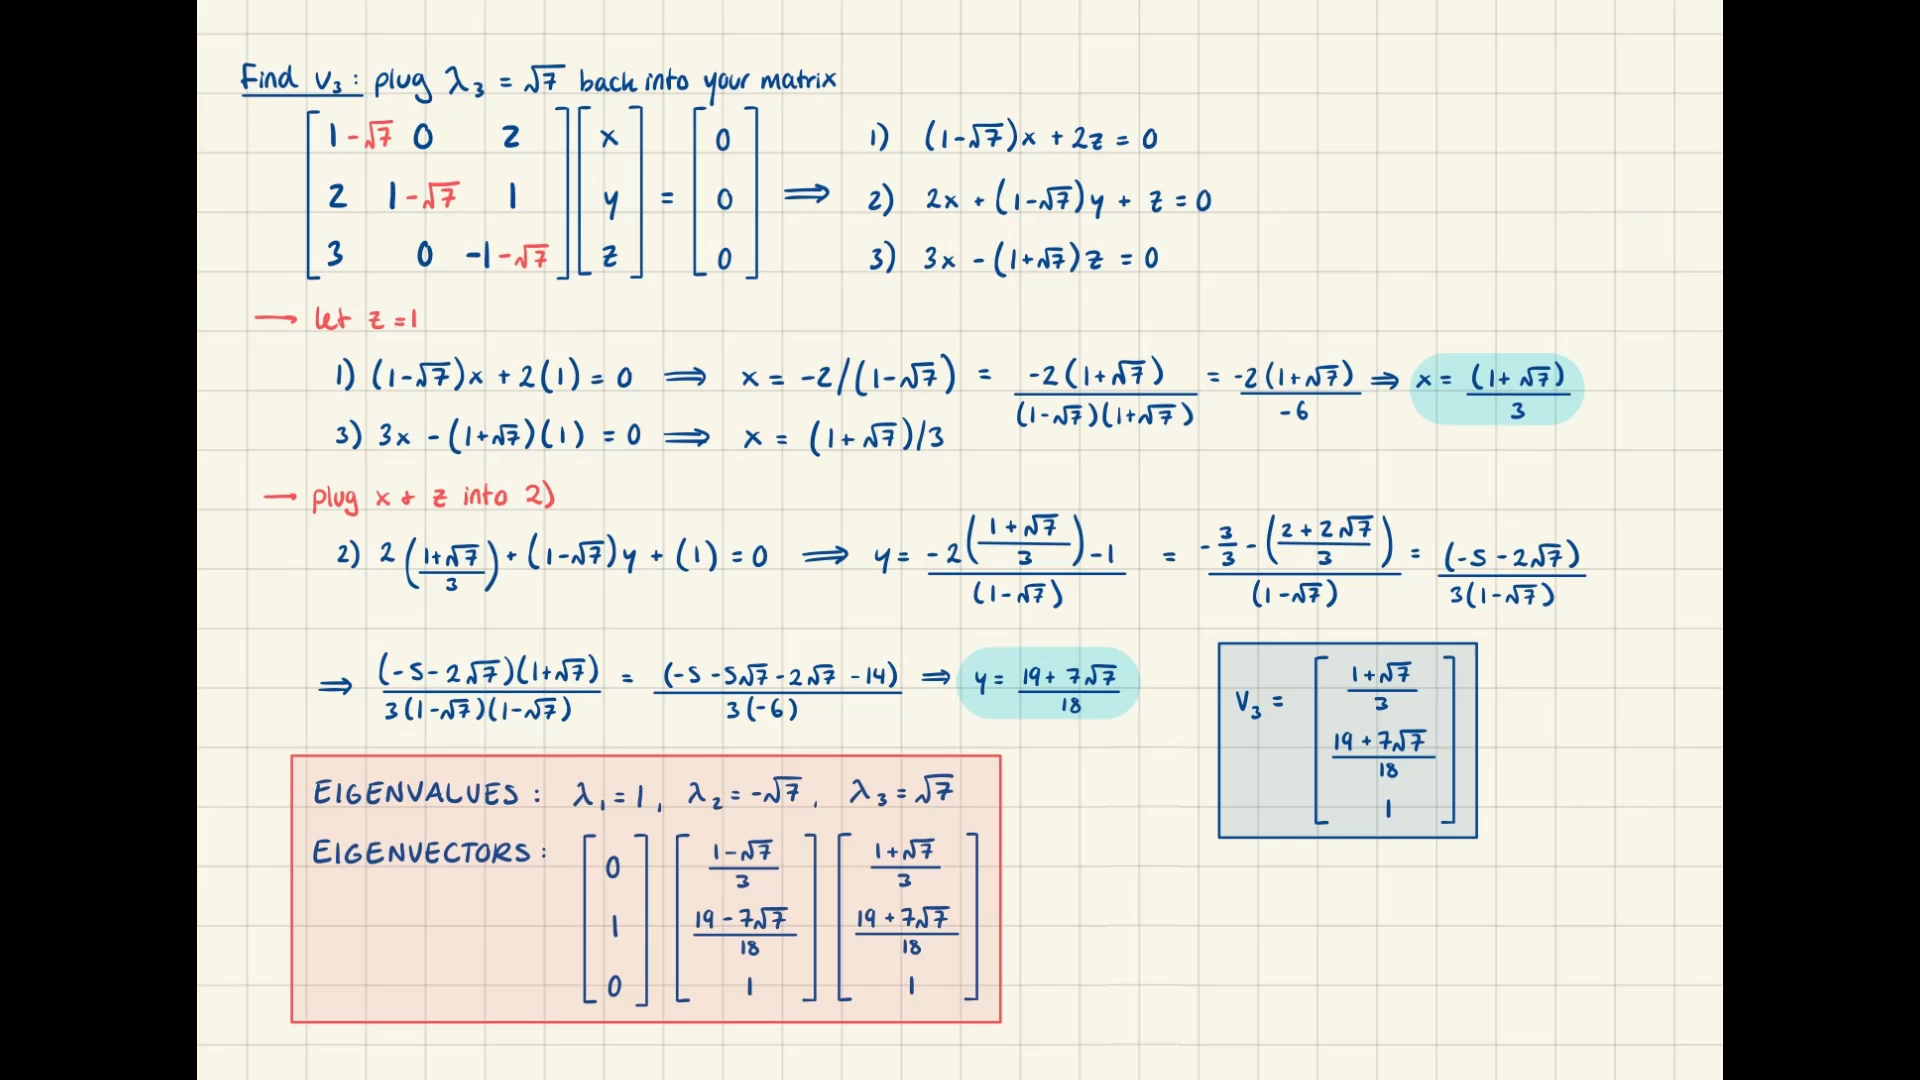 Find v₃: plug λ₃ = √7 back into your matrix
[1-√7 0 2] [x] = [0] ⟹ 1) (1-√7)x + 2z = 0
[2 1-√7 1] [y] = [0] 2) 2x + (1-√7)y + z = 0
[3 0 -1-√7] [z] = [0] 3) 3x - (1+√7)z = 0
→ let z = 1
1) (1-√7)x + 2(1) = 0 ⟹ x = -2/(1-√7) = -2(1+√7)/(1-√7)(1+√7) = -2(1+√7)/-6 ⟹ x = (1+√7)/3
3) 3x - (1+√7)(1) = 0 ⟹ x = (1+√7)/3
→ plug x + z into 2)
2) 2((1+√7)/3) + (1-√7)y + (1) = 0 ⟹ y = (-2((1+√7)/3) - 1)/(1-√7) = (-3/3 - ((2+2√7)/3))/(1-√7) = (-5-2√7)/3(1-√7)
⟹ (-5-2√7)(1+√7)/3(1-√7)(1-√7) = (-5-5√7-2√7-14)/3(-6) ⟹ y = (19+7√7)/18
v₃ = [(1+√7)/3, (19+7√7)/18, 1]
EIGENVALUES: λ₁ = 1, λ₂ = -√7, λ₃ = √7
EIGENVECTORS: [0, 1, 0] [(1-√7)/3, (19-7√7)/18, 1] [(1+√7)/3, (19+7√7)/18, 1]